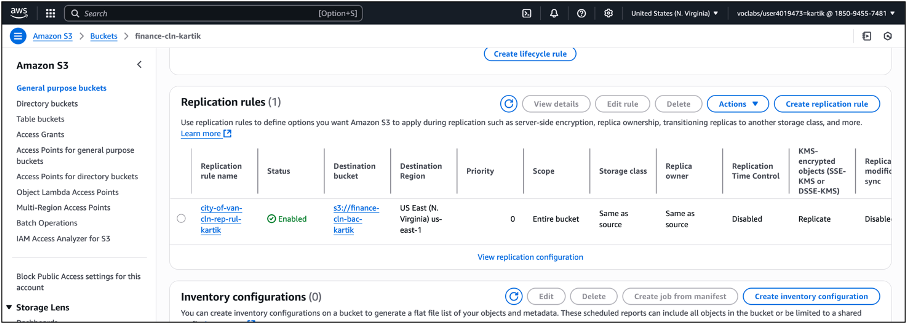 aws
Search
[Option+S]
United States (N. Virginia)
voclabs/user4019473=kartik @ 1850-9455-7481
Amazon S3 > Buckets > finance-cln-kartik
Amazon S3
General purpose buckets
Directory buckets
Table buckets
Access Grants
Access Points for general purpose
buckets
Access Points for directory buckets
Object Lambda Access Points
Multi-Region Access Points
Batch Operations
IAM Access Analyzer for S3
Block Public Access settings for this
account
Storage Lens
Create lifecycle rule
Replication rules (1)
View details
Edit rule
Delete
Actions
Create replication rule
Use replication rules to define options you want Amazon S3 to apply during replication such as server-side encryption, replica ownership, transitioning replicas to another storage class, and more.
Learn more
Replication
rule name
Status
Destination
bucket
Destination
Region
Priority
Scope
Storage class
Replica
owner
Replication
Time Control
KMS-
encrypted
objects (SSE-
KMS or
DSSE-KMS)
Replica
modific
sync
city-of-van-
cln-rep-rul-
kartik
Enabled
s3://finance-
cln-bac-
kartik
US East (N.
Virginia) us-
east-1
0
Entire bucket
Same as
source
Same as
source
Disabled
Replicate
Disable
View replication configuration
Inventory configurations (0)
Edit
Delete
Create job from manifest
Create inventory configuration
You can create inventory configurations on a bucket to generate a flat file list of your objects and metadata. These scheduled reports can include all objects in the bucket or be limited to a shared